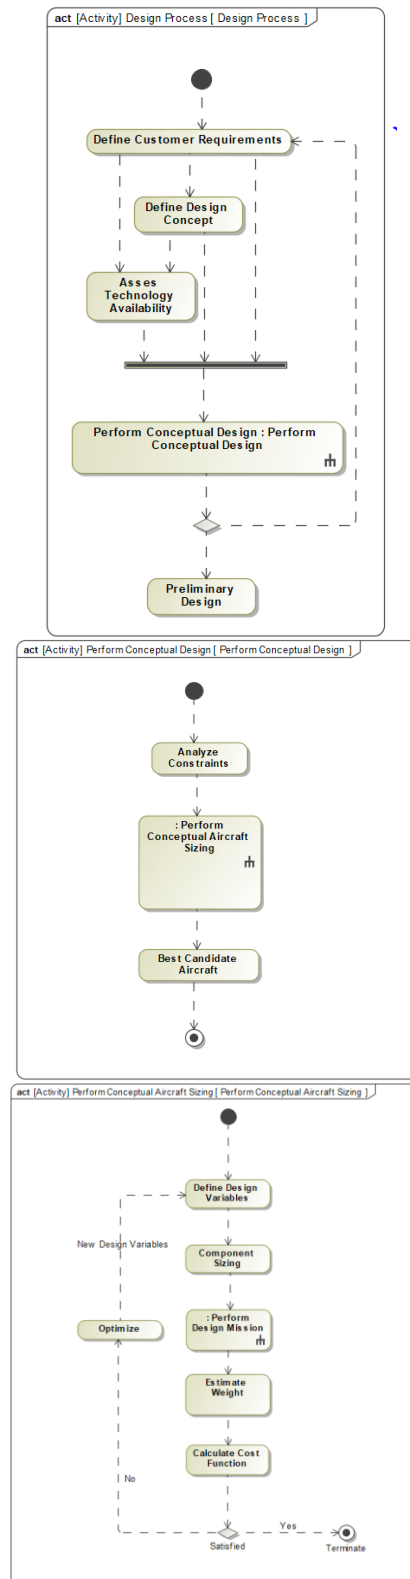 act [Activity] Design Process [ Design Process ]
Define Customer Requirements
Define Design
Concept
Asses
Technology
Availability
Perform Conceptual Design : Perform
Conceptual Design
Preliminary
Design
act [Activity] Perform Conceptual Design [ Perform Conceptual Design ]
Analyze
Constraints
: Perform
Conceptual Aircraft
Sizing
Best Candidate
Aircraft
act [Activity] Perform Conceptual Aircraft Sizing [ Perform Conceptual Aircraft Sizing ]
Define Design
Variables
New Design Variables
Component
Sizing
: Perform
Design Mission
Optimize
Estimate
Weight
Calculate Cost
Function
No
Yes
Satisfied
Terminate